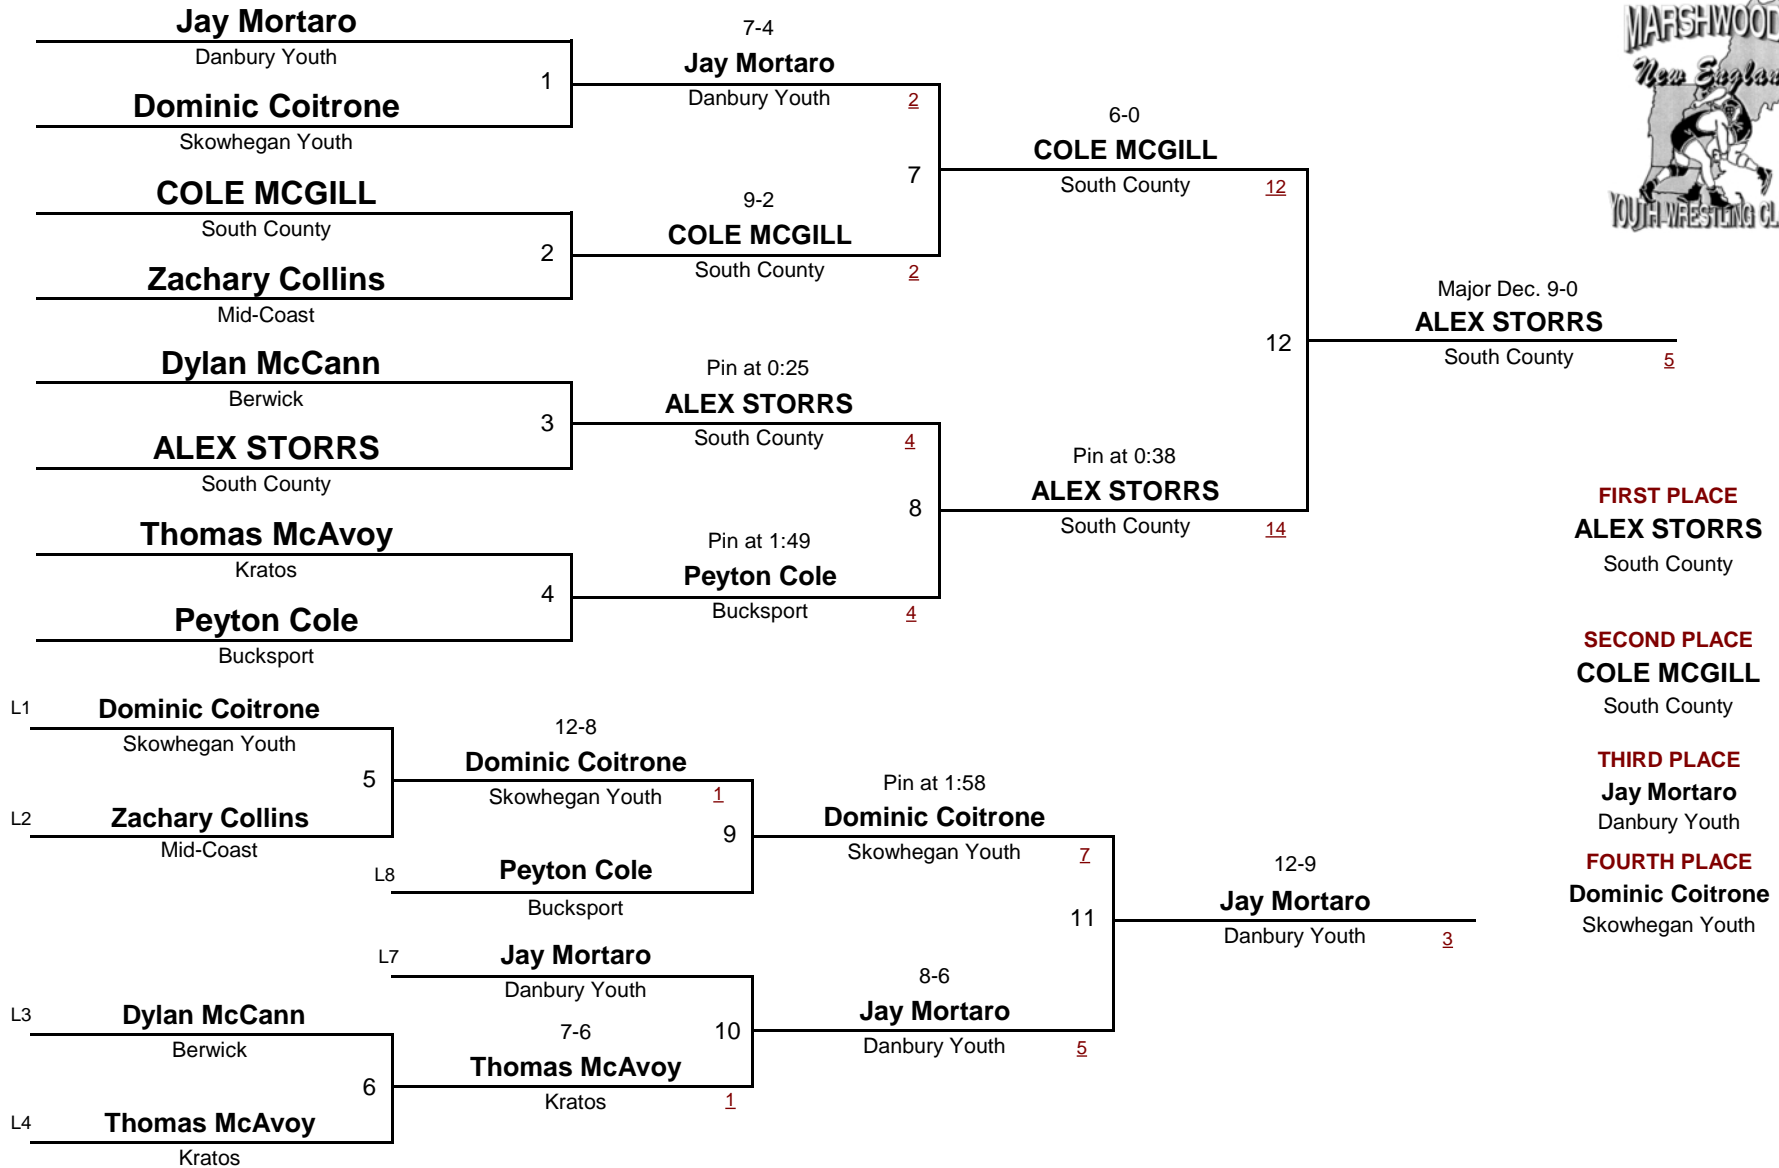 Jay Mortaro
Danbury Youth
1
Dominic Coitrone
Skowhegan Youth
COLE MCGILL
South County
2
Zachary Collins
Mid-Coast
Dylan McCann
Berwick
3
ALEX STORRS
South County
Thomas McAvoy
Kratos
4
Peyton Cole
Bucksport
7-4
Jay Mortaro
Danbury Youth
2
7
9-2
COLE MCGILL
South County
2
Pin at 0:25
ALEX STORRS
South County
4
8
Pin at 1:49
Peyton Cole
Bucksport
4
6-0
COLE MCGILL
South County
12
12
Pin at 0:38
ALEX STORRS
South County
14
Major Dec. 9-0
ALEX STORRS
South County
5
MARSHWOOD
New Englan
YOUTH WRESTLING CL
FIRST PLACE
ALEX STORRS
South County
SECOND PLACE
COLE MCGILL
South County
THIRD PLACE
Jay Mortaro
Danbury Youth
FOURTH PLACE
Dominic Coitrone
Skowhegan Youth
L1
Dominic Coitrone
Skowhegan Youth
5
L2
Zachary Collins
Mid-Coast
12-8
Dominic Coitrone
Skowhegan Youth
1
9
L8
Peyton Cole
Bucksport
L7
Jay Mortaro
Danbury Youth
10
L3
Dylan McCann
Berwick
6
L4
Thomas McAvoy
Kratos
7-6
Thomas McAvoy
Kratos
1
Pin at 1:58
Dominic Coitrone
Skowhegan Youth
7
11
8-6
Jay Mortaro
Danbury Youth
5
12-9
Jay Mortaro
Danbury Youth
3